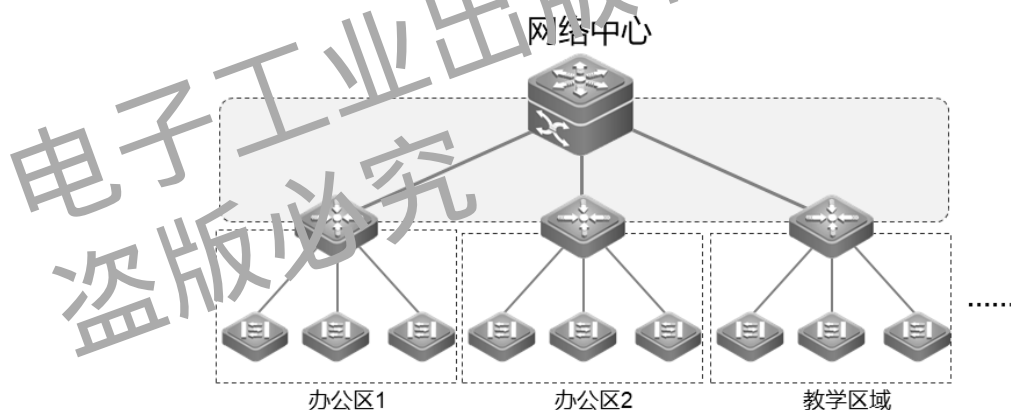 网络中心
电子工业出版
盗版必究
......
办公区1
办公区2
教学区域